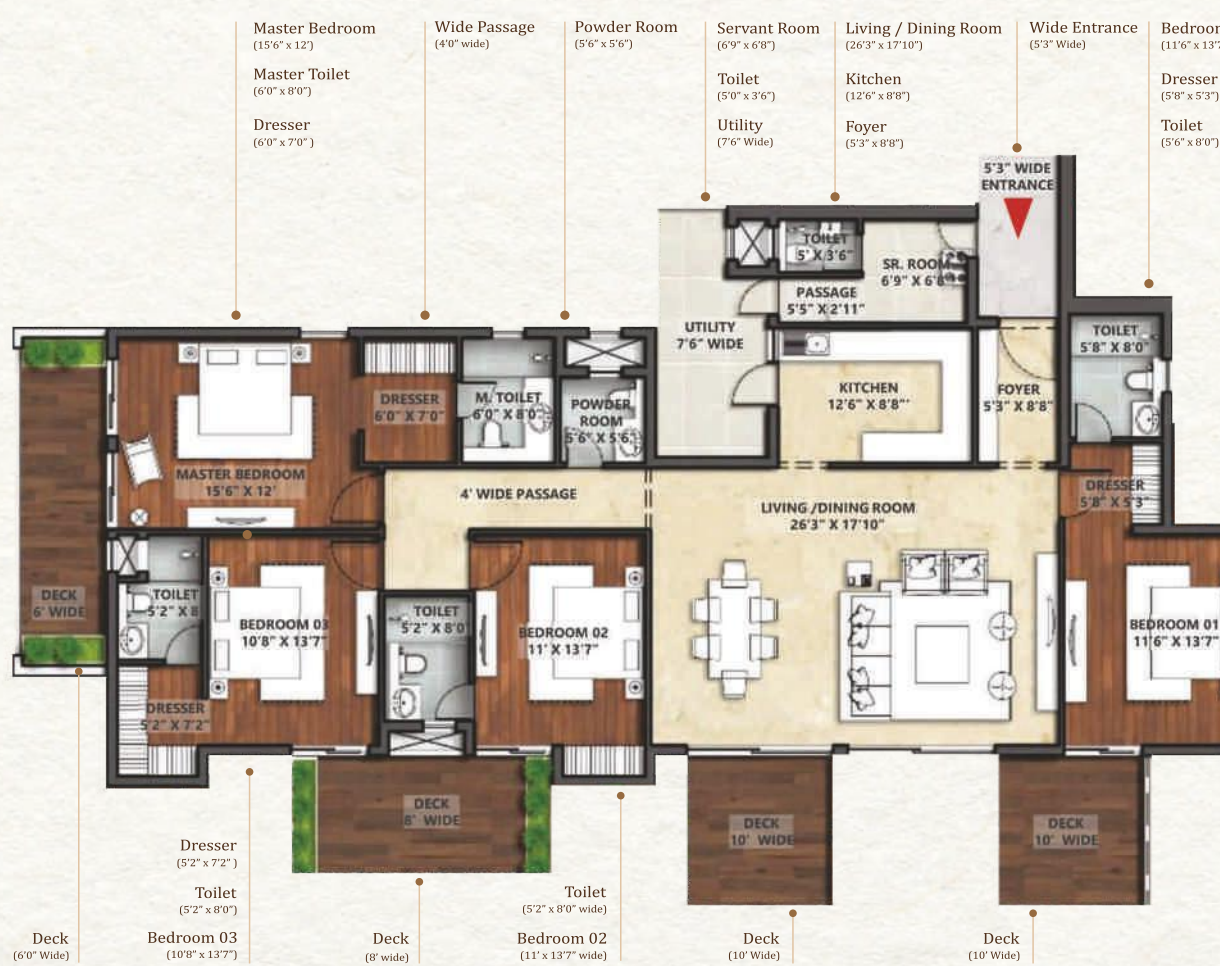 Master Bedroom
(15'6" x 12')
Master Toilet
(6'0" x 8'0")
Dresser
(6'0" x 7'0" )
Wide Passage
(4'0" wide)
Powder Room
(5'6" x 5'6")
Servant Room
(6'9" x 6'8")
Toilet
(5'0" x 3'6")
Utility
(7'6" Wide)
Living / Dining Room
(26'3" x 17'10")
Kitchen
(12'6" x 8'8")
Foyer
(5'3" x 8'8")
Wide Entrance
(5'3" Wide)
Bedroo
(11'6" x 13'7
Dresser
(5'8" x 5'3")
Toilet
(5'6" x 8'0")
5'3" WIDE
ENTRANCE
TOILET
5' X 3'6"
SR. ROOM
6'9" X 6'8"
PASSAGE
5'5" X 2'11"
UTILITY
7'6" WIDE
TOILET
5'8" X 8'0"
KITCHEN
12'6" X 8'8"'
FOYER
5'3" X 8'8"
DRESSER
6'0" X 7'0"
M. TOILET
6'0" X 8'0"
POWDER
ROOM
5'6" X 5'6"
MASTER BEDROOM
15'6" X 12'
4' WIDE PASSAGE
LIVING /DINING ROOM
26'3" X 17'10"
DRESSER
5'8" X 5'3"
DECK
6' WIDE
TOILET
5'2" X 8
BEDROOM 03
10'8" X 13'7"
TOILET
5'2" X 8'0
BEDROOM 02
11' X 13'7"
BEDROOM 01
11'6" X 13'7"
DRESSER
5'2" X 7'2"
DECK
8' WIDE
DECK
10' WIDE
DECK
10' WIDE
Dresser
(5'2" x 7'2" )
Toilet
(5'2" x 8'0")
Bedroom 03
(10'8" x 13'7")
Toilet
(5'2" x 8'0" wide)
Bedroom 02
(11' x 13'7" wide)
Deck
(6'0" Wide)
Deck
(8' wide)
Deck
(10' Wide)
Deck
(10' Wide)